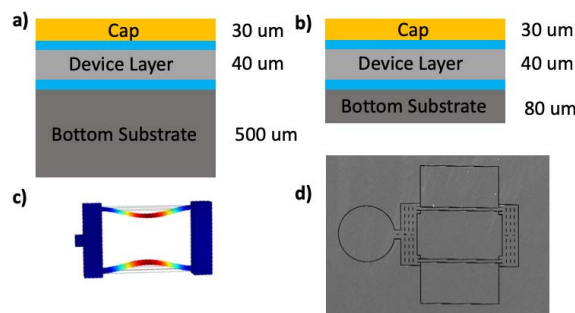 a)
Cap 30 um
Device Layer 40 um
Bottom Substrate 500 um
b)
Cap 30 um
Device Layer 40 um
Bottom Substrate 80 um
c)
d)